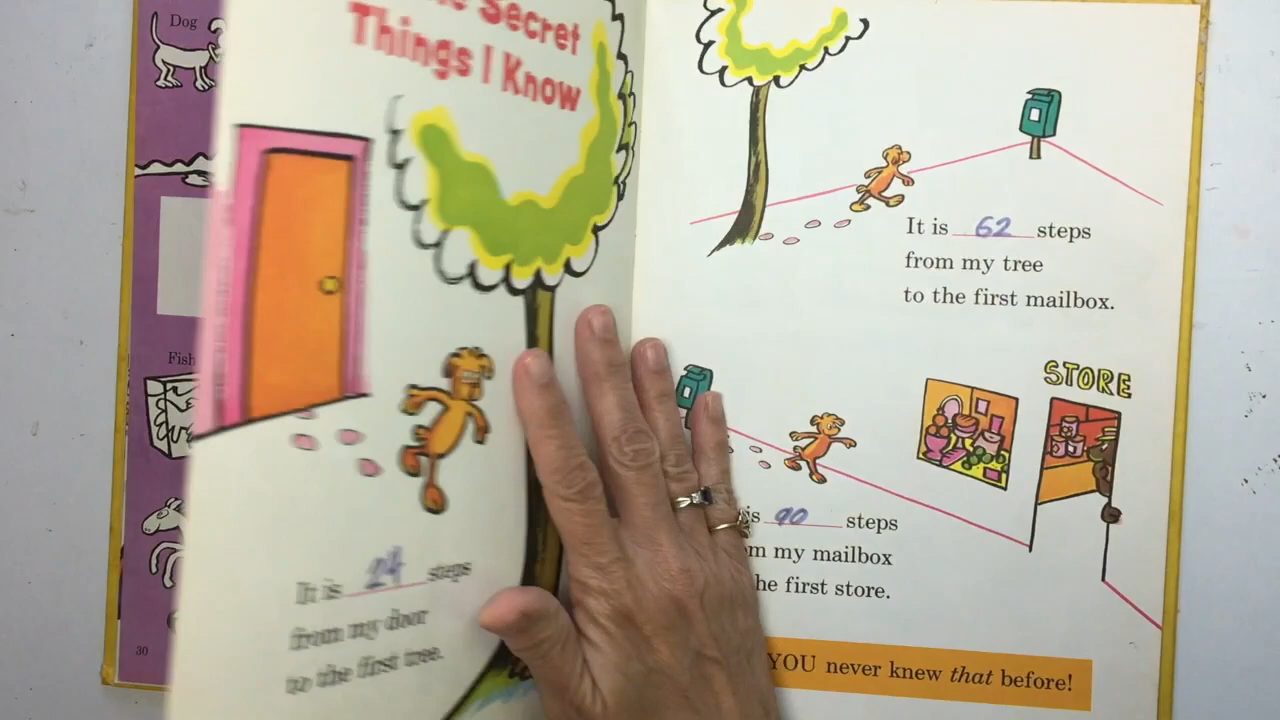 Dog
Fish
30
Secret
Things I Know
It is 24 steps
from my door
to the first tree.
It is 62 steps
from my tree
to the first mailbox.
STORE
is 90 steps
my mailbox
first store.
YOU never knew that before!